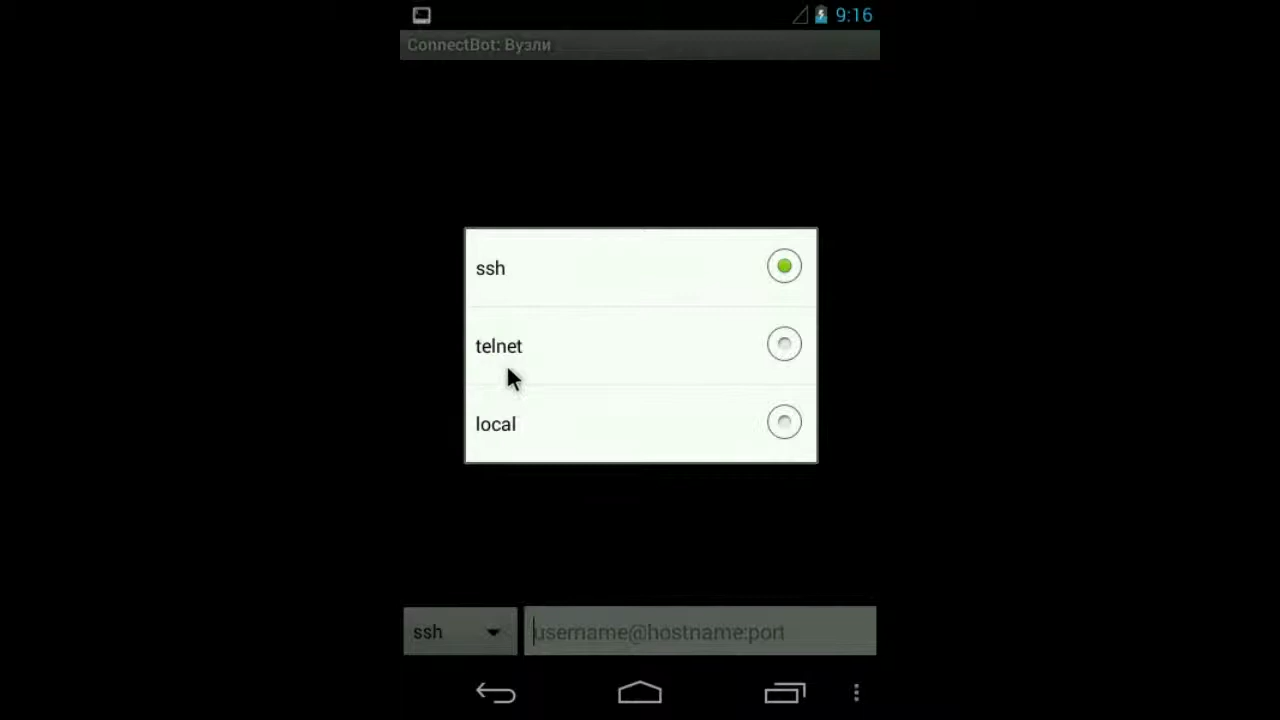 9:16
ConnectBot: Вузли
ssh
telnet
local
ssh
username@hostname:port